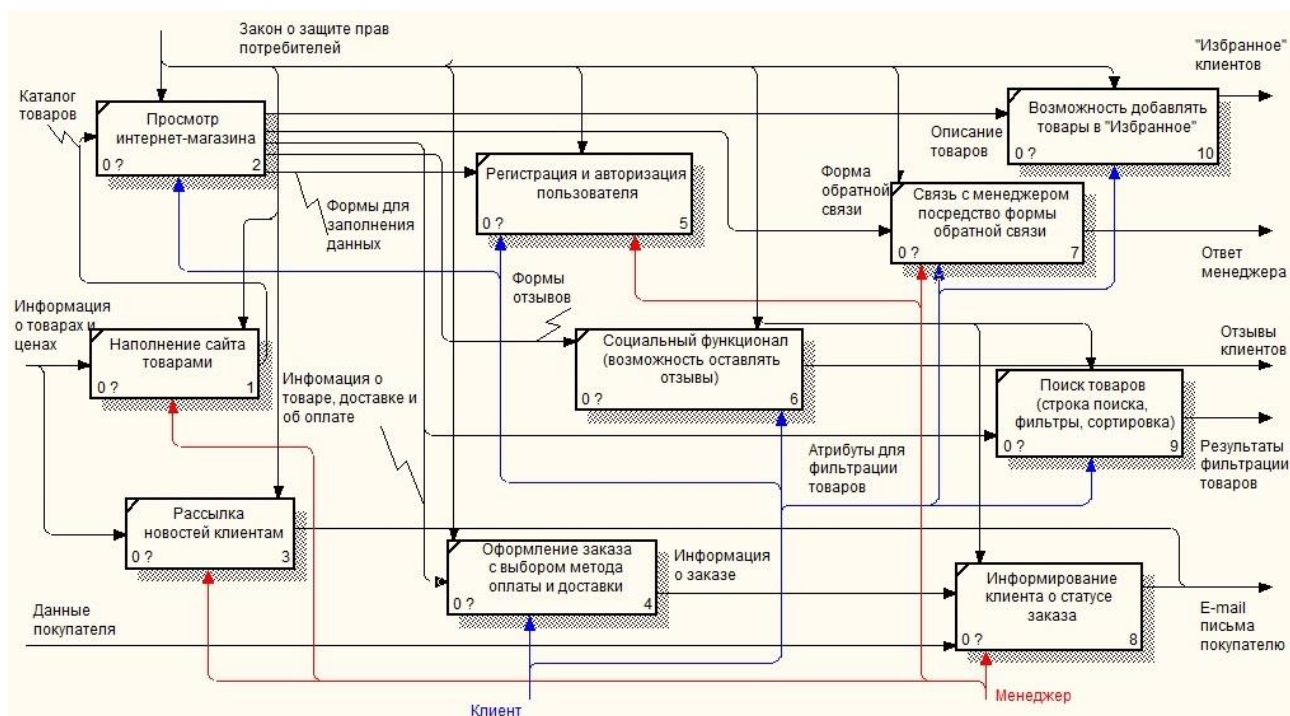 Закон о защите прав
потребителей
"Избранное"
клиентов
Каталог
товаров
Просмотр
интернет-магазина
0 ?
2
Возможность добавлять
товары в "Избранное"
0 ?
10
Описание
товаров
Регистрация и авторизация
пользователя
0 ?
5
Форма
обратной
связи
Связь с менеджером
посредство формы
обратной связи
0 ?
7
Формы для
заполнения
данных
Ответ
менеджера
Формы
отзывов
Информация
о товарах и
ценах
Наполнение сайта
товарами
0 ?
1
Социальный функционал
(возможность оставлять
отзывы)
0 ?
6
Отзывы
клиентов
Инфомация о
товаре, доставке и
об оплате
Поиск товаров
(строка поиска,
фильтры, сортировка)
0 ?
9
Атрибуты для
фильтрации
товаров
Результаты
фильтрации
товаров
Рассылка
новостей клиентам
0 ?
3
Оформление заказа
с выбором метода
оплаты и доставки
0 ?
4
Информация
о заказе
Информирование
клиента о статусе
заказа
0 ?
8
Данные
покупателя
E-mail
письма
покупателю
Клиент
Менеджер